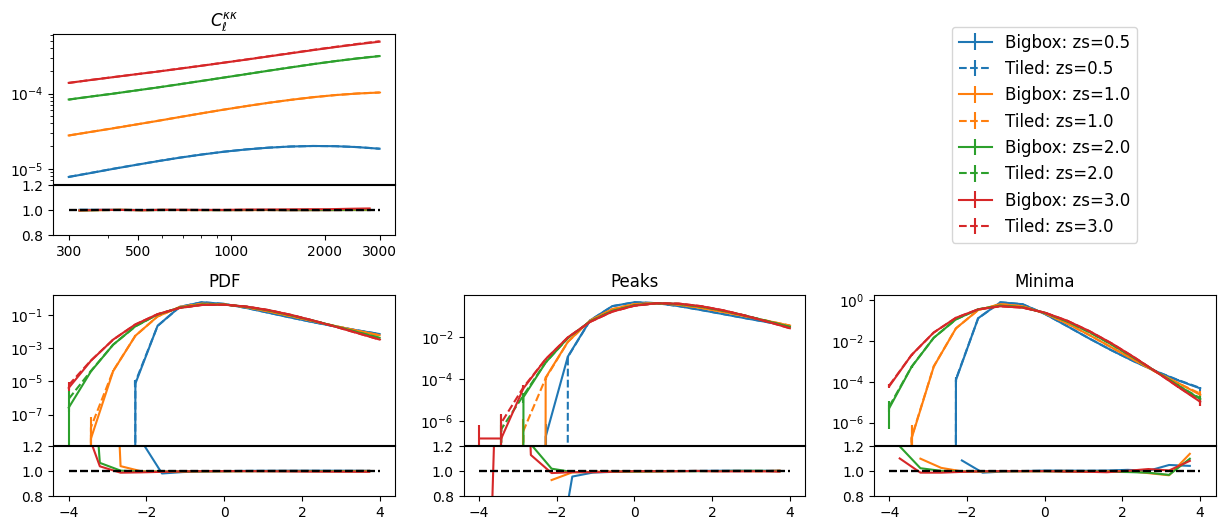 $C_\ell^{\kappa\kappa}$
10⁻⁴
10⁻⁵
1.2
1.0
0.8
300 500 1000 2000 3000
Bigbox: zs=0.5
Tiled: zs=0.5
Bigbox: zs=1.0
Tiled: zs=1.0
Bigbox: zs=2.0
Tiled: zs=2.0
Bigbox: zs=3.0
Tiled: zs=3.0
PDF
10⁻¹
10⁻³
10⁻⁵
10⁻⁷
1.2
1.0
0.8
−4 −2 0 2 4
Peaks
10⁻²
10⁻⁴
10⁻⁶
1.2
1.0
0.8
−4 −2 0 2 4
Minima
10⁰
10⁻²
10⁻⁴
10⁻⁶
1.2
1.0
0.8
−4 −2 0 2 4